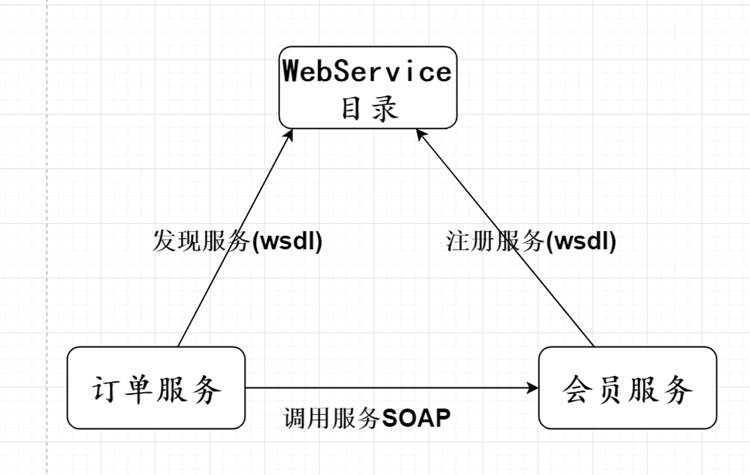 WebService
目录
发现服务(wsdl)
注册服务(wsdl)
订单服务
会员服务
调用服务SOAP